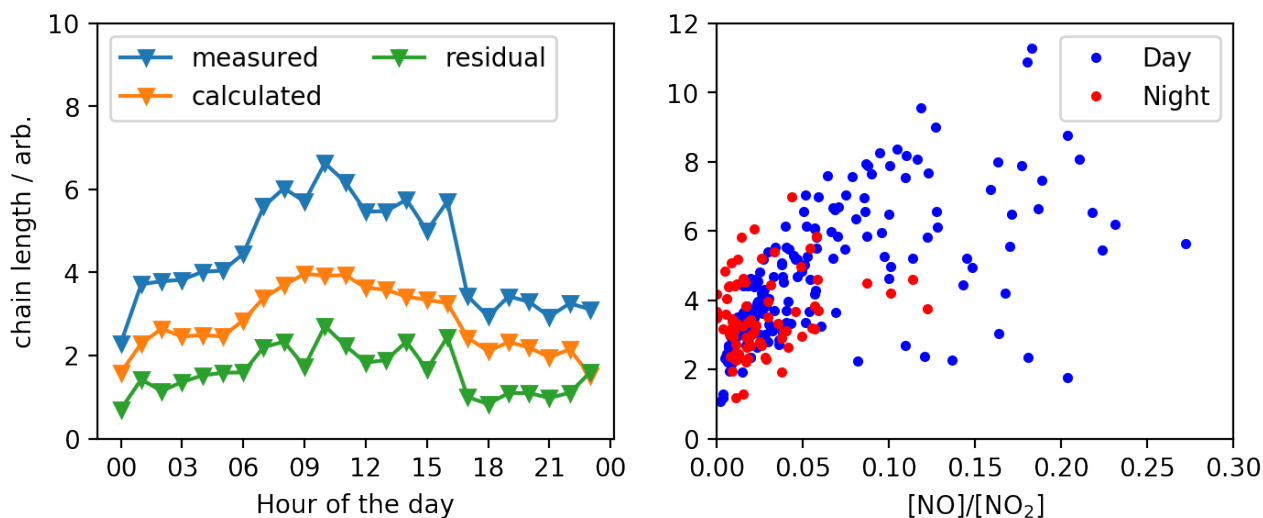 10
8
6
4
2
0
chain length / arb.
measured
calculated
residual
00 03 06 09 12 15 18 21 00
Hour of the day
12
10
8
6
4
2
0
Day
Night
0.00 0.05 0.10 0.15 0.20 0.25 0.30
[NO]/[NO₂]